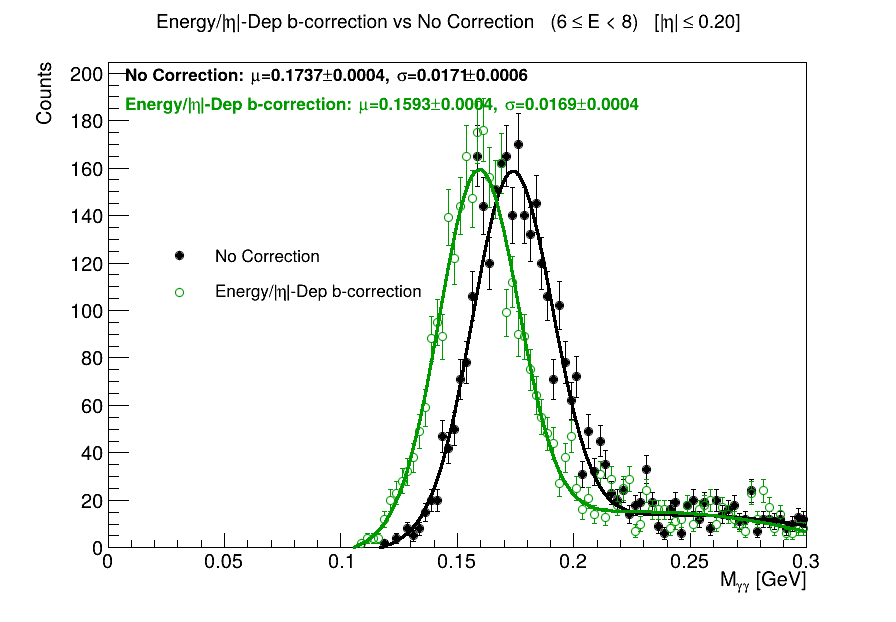 Energy/|η|-Dep b-correction vs No Correction (6 ≤ E < 8) [|η| ≤ 0.20]
Counts
200
No Correction: μ=0.1737±0.0004, σ=0.0171±0.0006
Energy/|η|-Dep b-correction: μ=0.1593±0.0004, σ=0.0169±0.0004
180
160
140
120
No Correction
Energy/|η|-Dep b-correction
100
80
60
40
20
0
0 0.05 0.1 0.15 0.2 0.25 0.3
Mγγ [GeV]